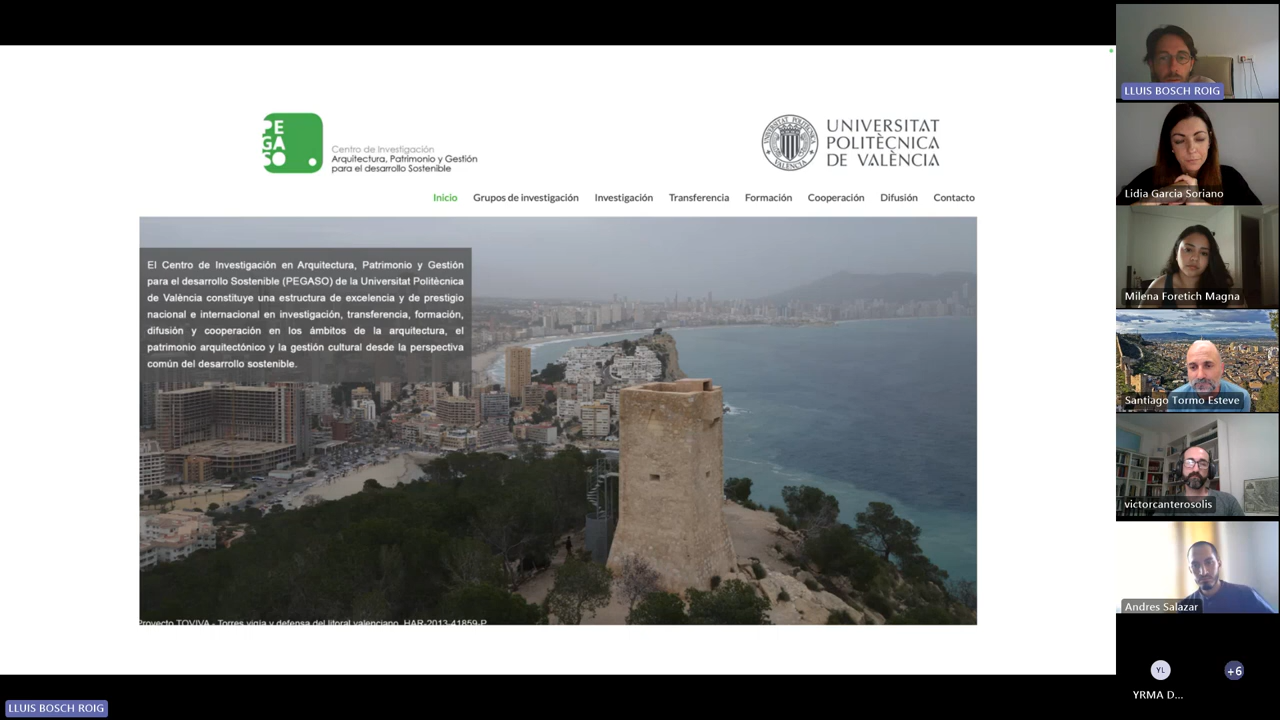 PE
GA
SO
Centro de Investigación
Arquitectura, Patrimonio y Gestión
para el desarrollo Sostenible
UNIVERSITAT
POLITÈCNICA
DE VALÈNCIA
Inicio Grupos de investigación Investigación Transferencia Formación Cooperación Difusión Contacto
El Centro de Investigación en Arquitectura, Patrimonio y Gestión
para el desarrollo Sostenible (PEGASO) de la Universitat Politècnica
de València constituye una estructura de excelencia y de prestigio
nacional e internacional en investigación, transferencia, formación,
difusión y cooperación en los ámbitos de la arquitectura, el
patrimonio arquitectónico y la gestión cultural desde la perspectiva
común del desarrollo sostenible.
Proyecto TOVIVA - Torres vigía y defensa del litoral valenciano. HAR-2013-41859-P
LLUIS BOSCH ROIG
LLUIS BOSCH ROIG
Lidia Garcia Soriano
Milena Foretich Magna
Santiago Tormo Esteve
victorcanterosolis
Andres Salazar
YL
+6
YRMA D...